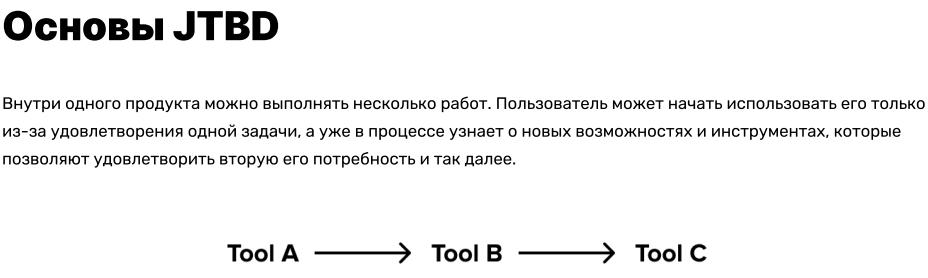 Основы JTBD
Внутри одного продукта можно выполнять несколько работ. Пользователь может начать использовать его только
из-за удовлетворения одной задачи, а уже в процессе узнает о новых возможностях и инструментах, которые
позволяют удовлетворить вторую его потребность и так далее.
Tool A → Tool B → Tool C